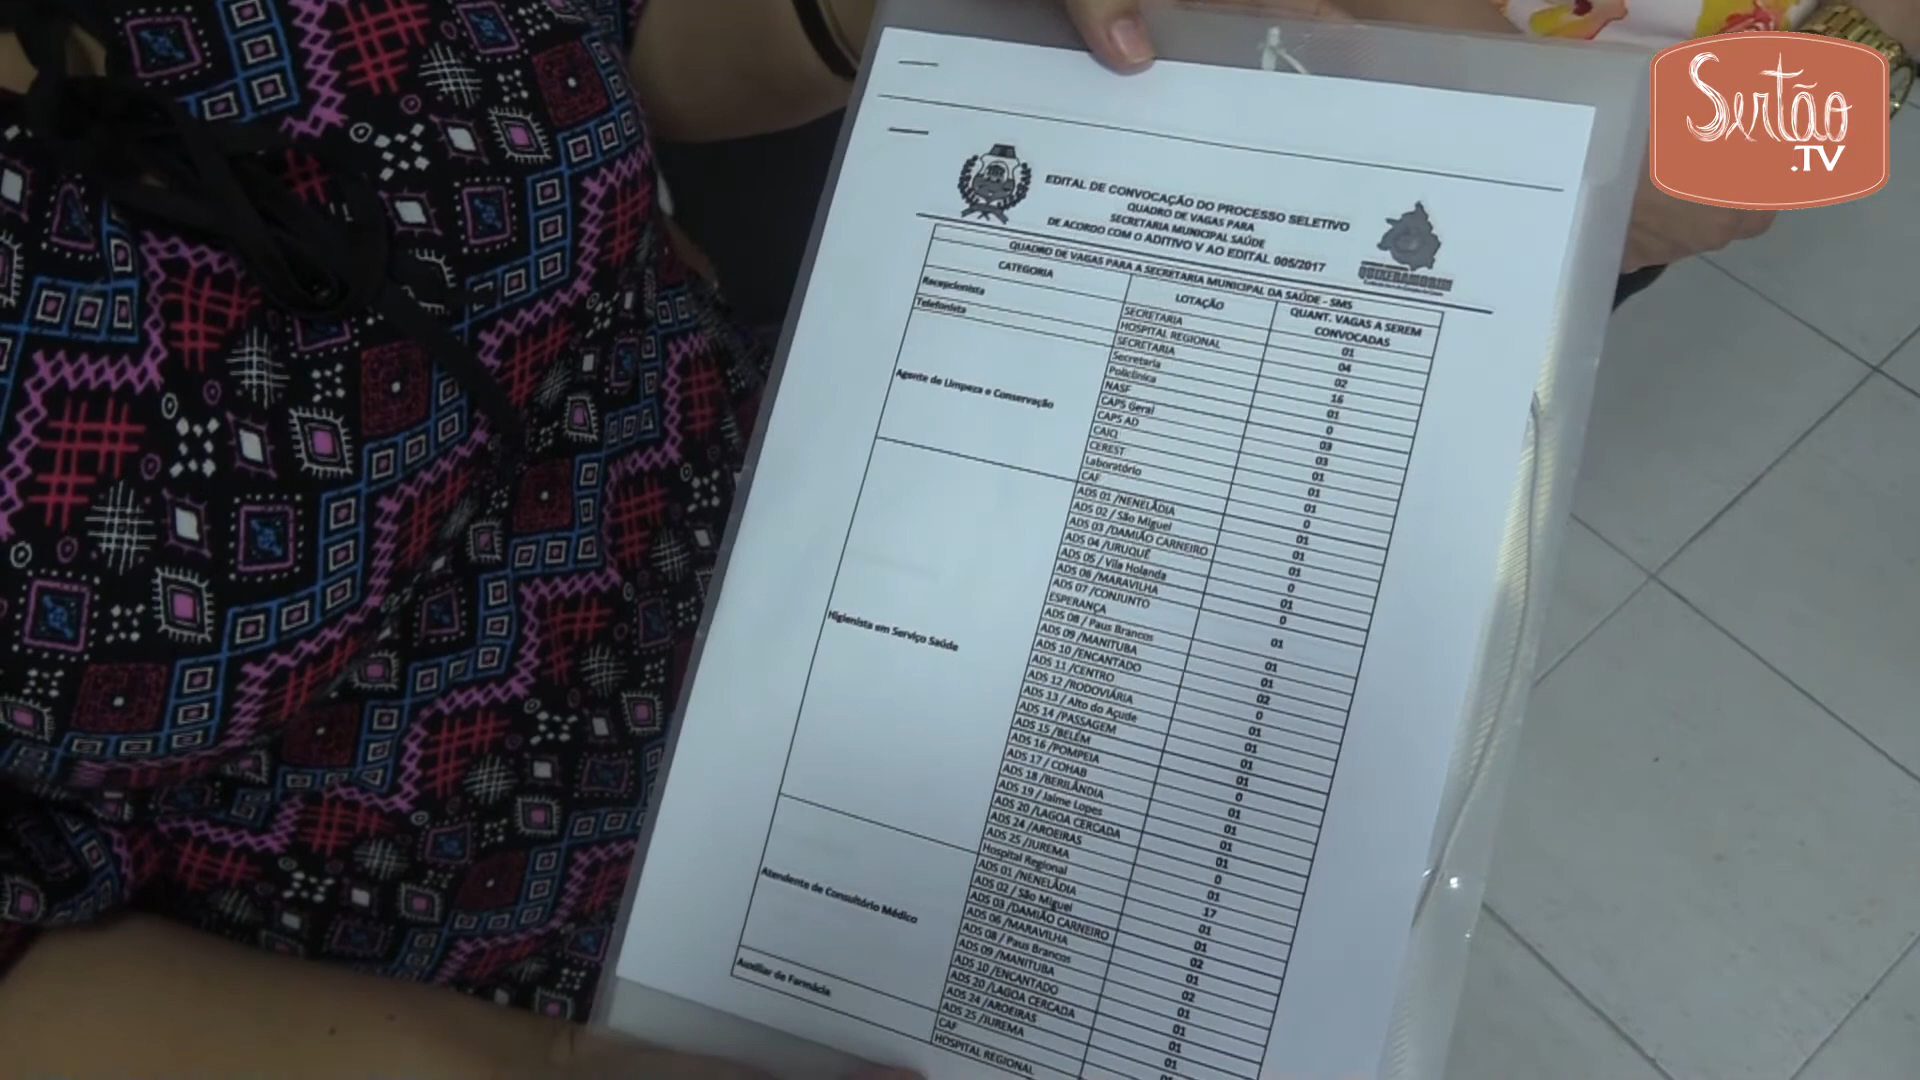 Sertão
.TV
EDITAL DE CONVOCAÇÃO DO PROCESSO SELETIVO
QUADRO DE VAGAS PARA
SECRETARIA MUNICIPAL SAÚDE
DE ACORDO COM O ADITIVO V AO EDITAL 005/2017
QUIXERAMOBIM
QUADRO DE VAGAS PARA A SECRETARIA MUNICIPAL DA SAÚDE - SMS
CATEGORIA LOTAÇÃO QUANT. VAGAS A SEREM
CONVOCADAS
Recepcionista SECRETARIA 01
HOSPITAL REGIONAL 04
Telefonista SECRETARIA 02
Agente de Limpeza e Conservação Secretaria 16
Policlínica 01
NASF 0
CAPS Geral 03
CAPS AD 03
CAIQ 01
CEREST 01
Laboratório 01
CAF 0
Higienista em Serviço Saúde ADS 01 /NENELÂDIA 01
ADS 02 / São Miguel 01
ADS 03 /DAMIÃO CARNEIRO 01
ADS 04 /URUQUÊ 0
ADS 05 / Vila Holanda 01
ADS 06 /MARAVILHA 0
ADS 07 /CONJUNTO
ESPERANÇA 01
ADS 08 / Paus Brancos 01
ADS 09 /MANITUBA 01
ADS 10 /ENCANTADO 02
ADS 11 /CENTRO 0
ADS 12 /RODOVIÁRIA 01
ADS 13 / Alto do Açude 01
ADS 14 /PASSAGEM 01
ADS 15 /BELÉM 01
ADS 16 /POMPEIA 0
ADS 17 / COHAB 01
ADS 18 /BERILÂNDIA 01
ADS 19 / Jaime Lopes 01
ADS 20 /LAGOA CERCADA 01
ADS 24 /AROEIRAS 0
ADS 25 /JUREMA 01
Hospital Regional 17
Atendente de Consultório Médico ADS 01 /NENELÂDIA 01
ADS 02 / São Miguel 01
ADS 03 /DAMIÃO CARNEIRO 02
ADS 06 /MARAVILHA 01
ADS 08 / Paus Brancos 02
ADS 09 /MANITUBA 01
ADS 10 /ENCANTADO 01
ADS 20 /LAGOA CERCADA 01
ADS 24 /AROEIRAS 01
ADS 25 /JUREMA 01
Auxiliar de Farmácia CAF
HOSPITAL REGIONAL